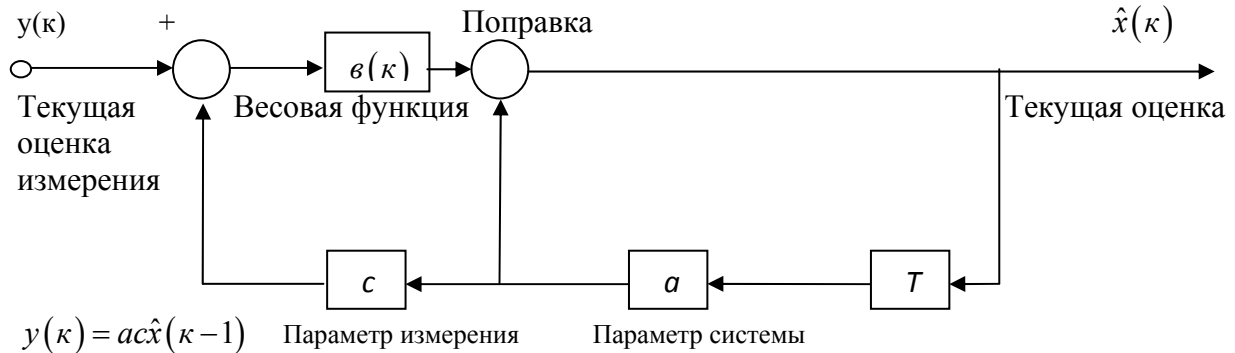 y(к) + Поправка x̂(к)
в(к)
Текущая Весовая функция Текущая оценка
оценка
измерения
c a T
y(к) = acx̂(к−1) Параметр измерения Параметр системы